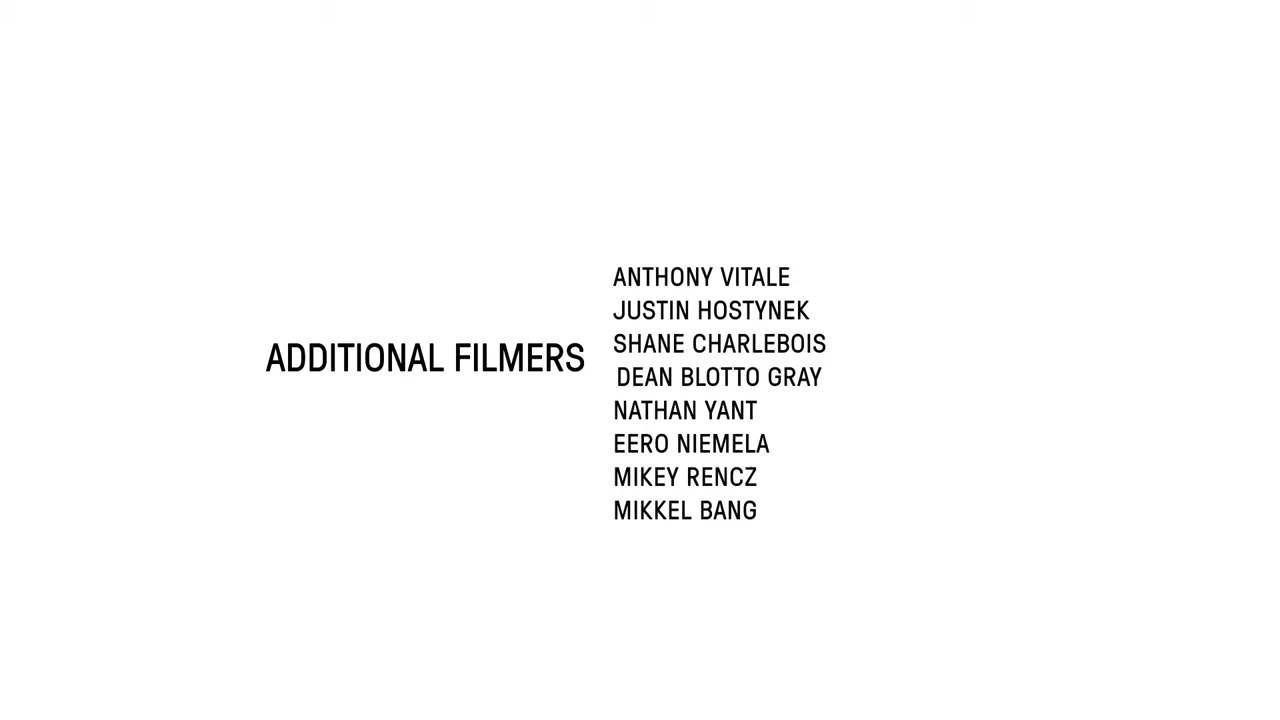 ADDITIONAL FILMERS
ANTHONY VITALE
JUSTIN HOSTYNEK
SHANE CHARLEBOIS
DEAN BLOTTO GRAY
NATHAN YANT
EERO NIEMELA
MIKEY RENCZ
MIKKEL BANG